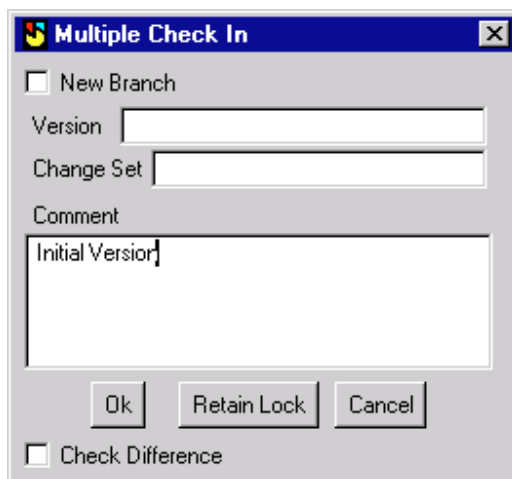 Multiple Check In
New Branch
Version
Change Set
Comment
Initial Version
Ok Retain Lock Cancel
Check Difference